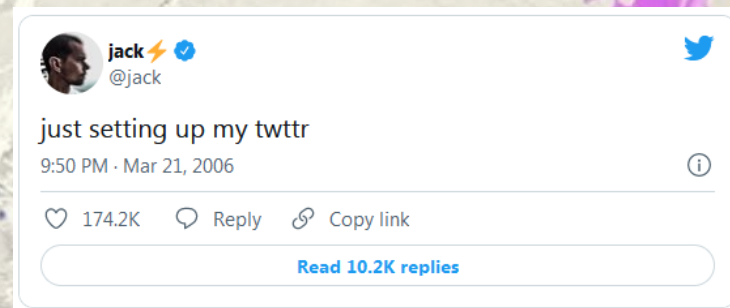 jack⚡
@jack
just setting up my twttr
9:50 PM · Mar 21, 2006
174.2K Reply Copy link
Read 10.2K replies